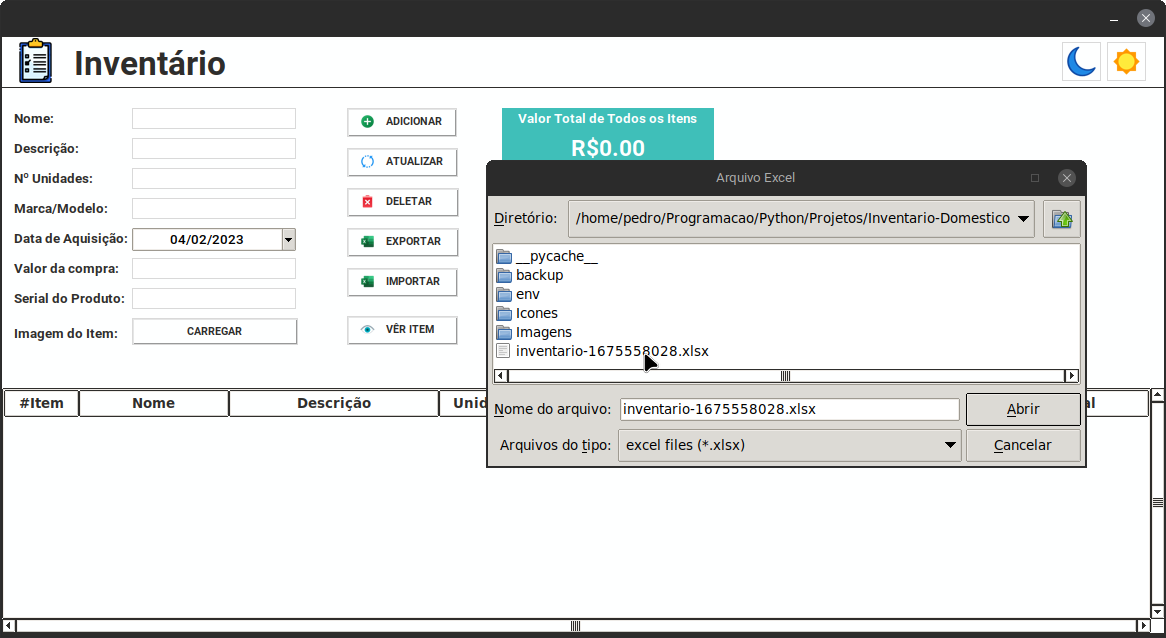 Inventário
Nome:
Descrição:
Nº Unidades:
Marca/Modelo:
Data de Aquisição: 04/02/2023
Valor da compra:
Serial do Produto:
Imagem do Item: CARREGAR
ADICIONAR
ATUALIZAR
DELETAR
EXPORTAR
IMPORTAR
VÊR ITEM
Valor Total de Todos os Itens
R$0.00
Arquivo Excel
Diretório: /home/pedro/Programacao/Python/Projetos/Inventario-Domestico
__pycache__
backup
env
Icones
Imagens
inventario-1675558028.xlsx
Nome do arquivo: inventario-1675558028.xlsx Abrir
Arquivos do tipo: excel files (*.xlsx) Cancelar
#Item Nome Descrição Unid al